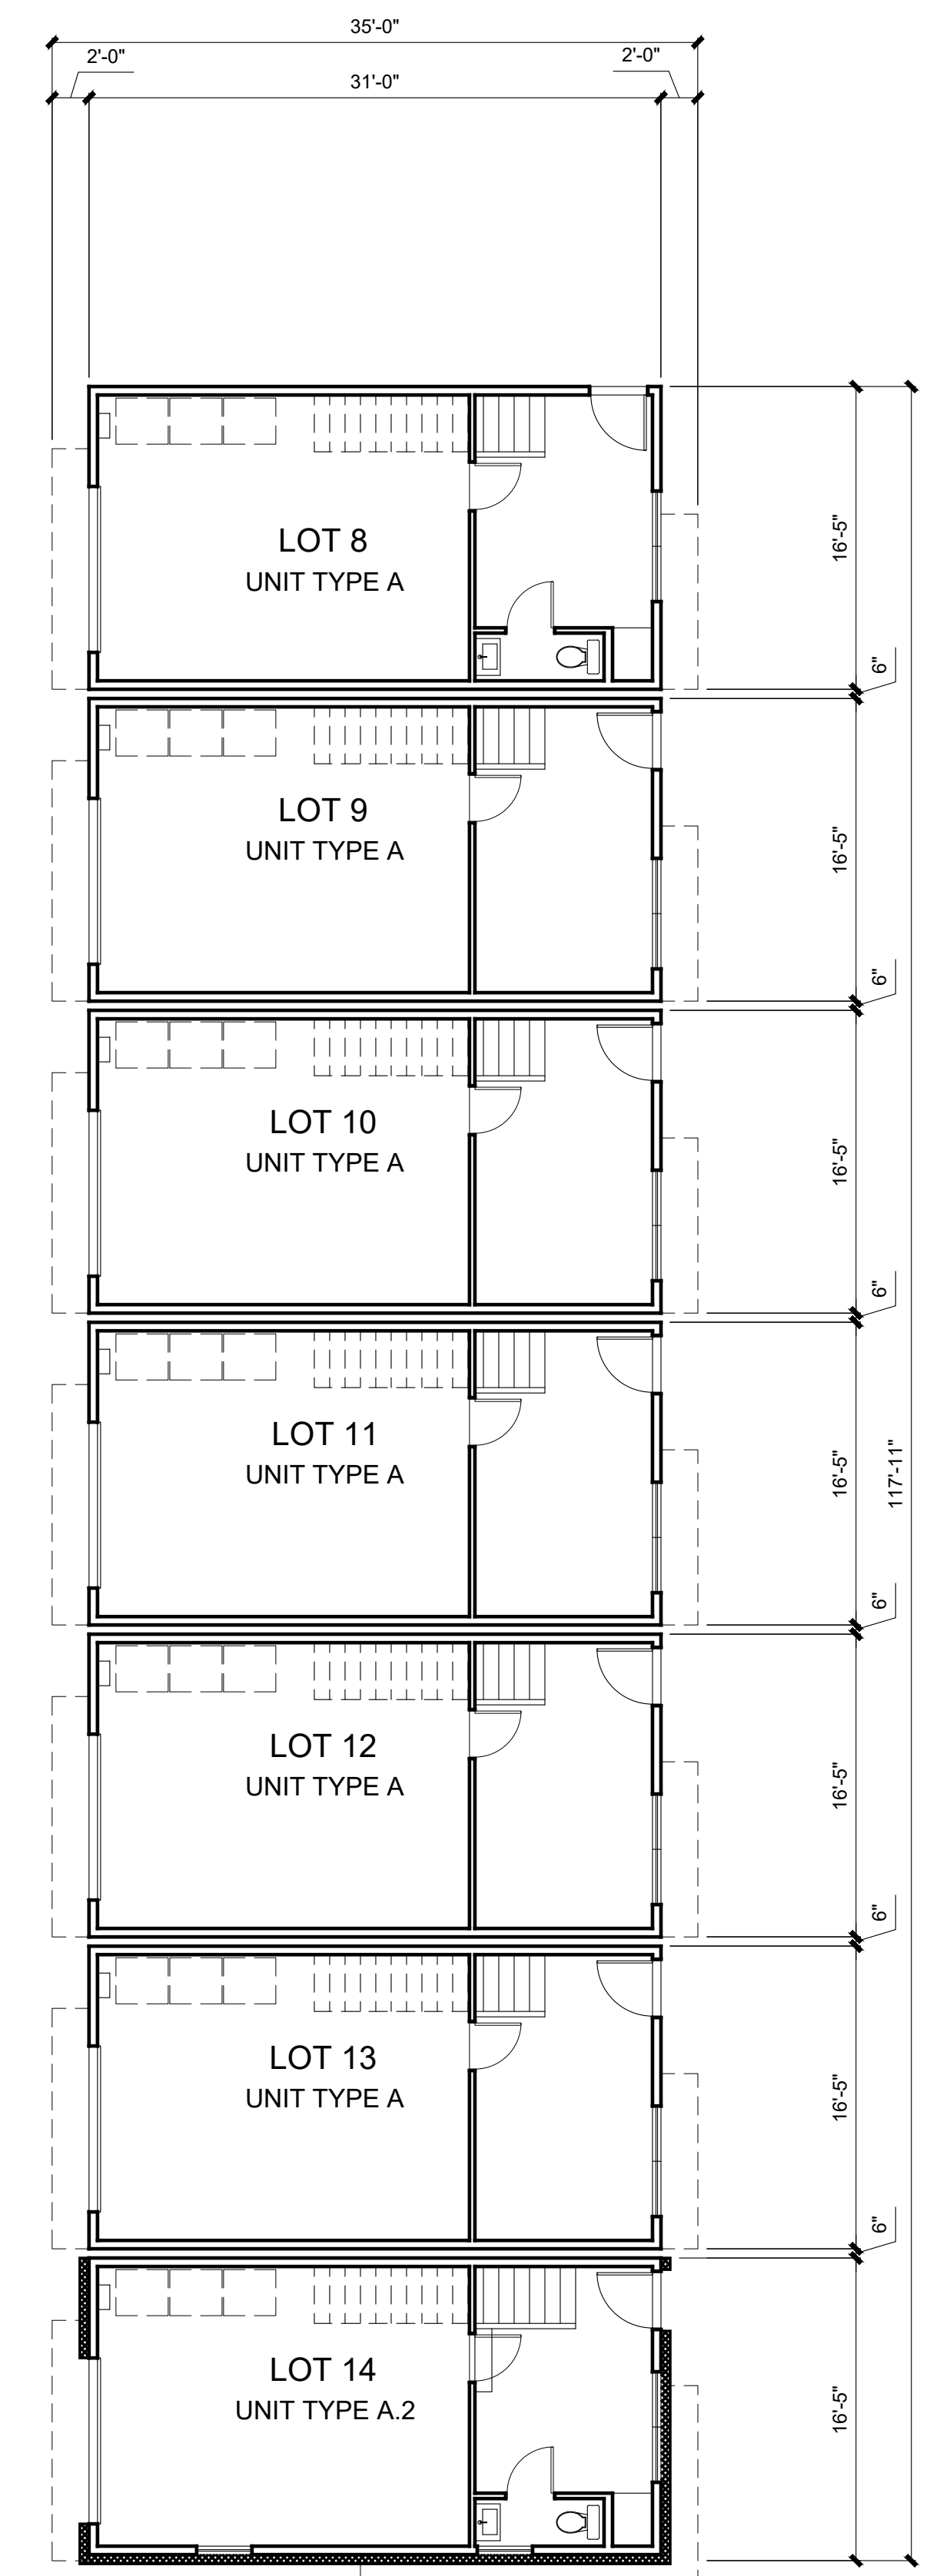 35'-0"
2'-0"
2'-0"
31'-0"
LOT 8
UNIT TYPE A
16'-5"
6"
LOT 9
UNIT TYPE A
16'-5"
6"
LOT 10
UNIT TYPE A
16'-5"
6"
LOT 11
UNIT TYPE A
16'-5"
117'-11"
6"
LOT 12
UNIT TYPE A
16'-5"
6"
LOT 13
UNIT TYPE A
16'-5"
6"
LOT 14
UNIT TYPE A.2
16'-5"